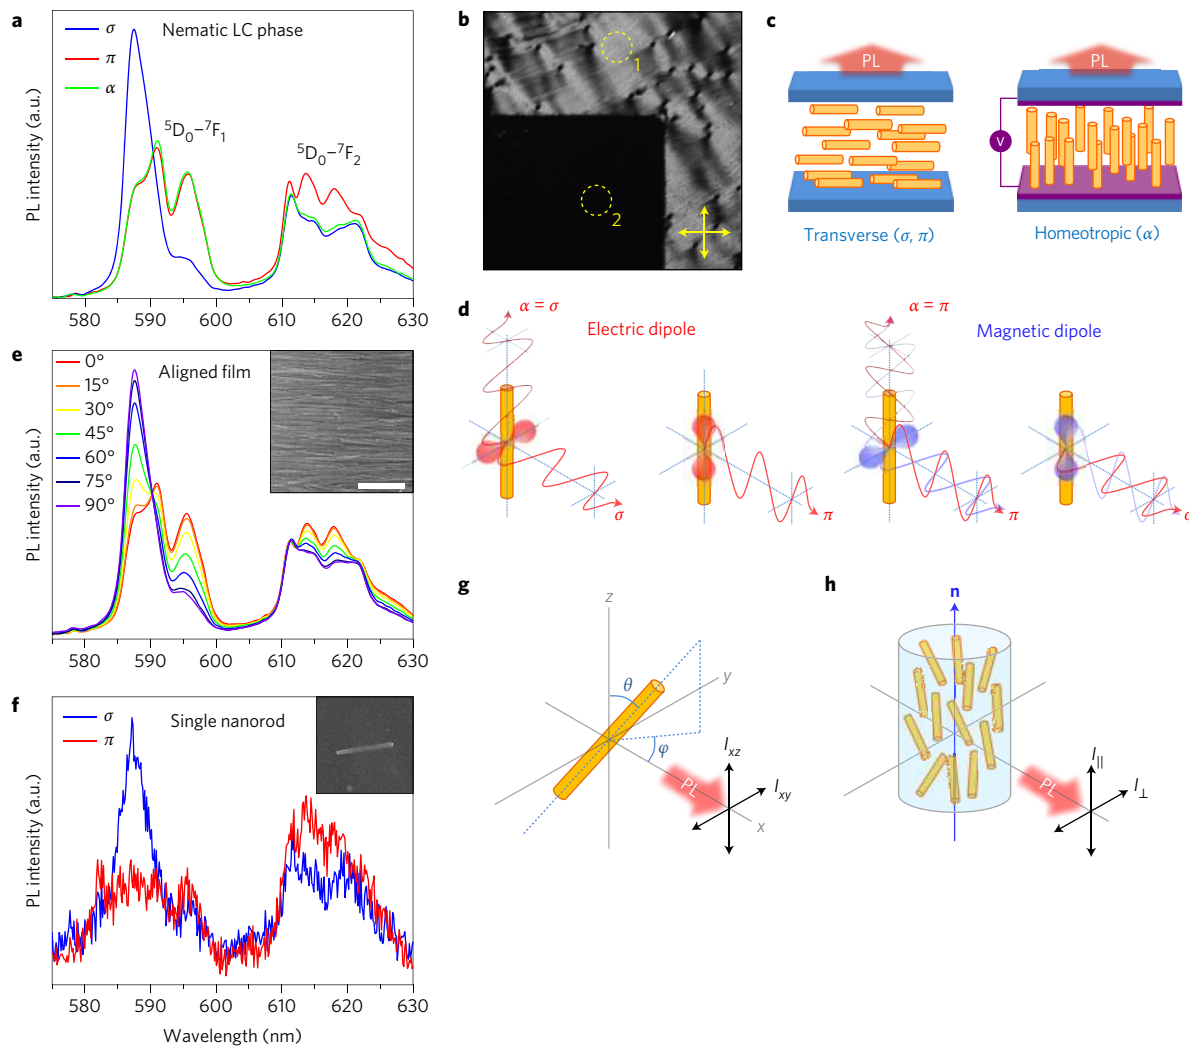 a
Nematic LC phase
σ
π
α
⁵D₀–⁷F₁
⁵D₀–⁷F₂
PL intensity (a.u.)
580 590 600 610 620 630
b
1
2
c
PL
PL
V
Transverse (σ, π)
Homeotropic (α)
d
α = σ
Electric dipole
σ
π
α = π
Magnetic dipole
π
σ
e
Aligned film
0°
15°
30°
45°
60°
75°
90°
PL intensity (a.u.)
580 590 600 610 620 630
f
Single nanorod
σ
π
PL intensity (a.u.)
580 590 600 610 620 630
Wavelength (nm)
g
z
y
θ
φ
PL
x
I_xz
I_xy
h
n
PL
I_||
I_⊥